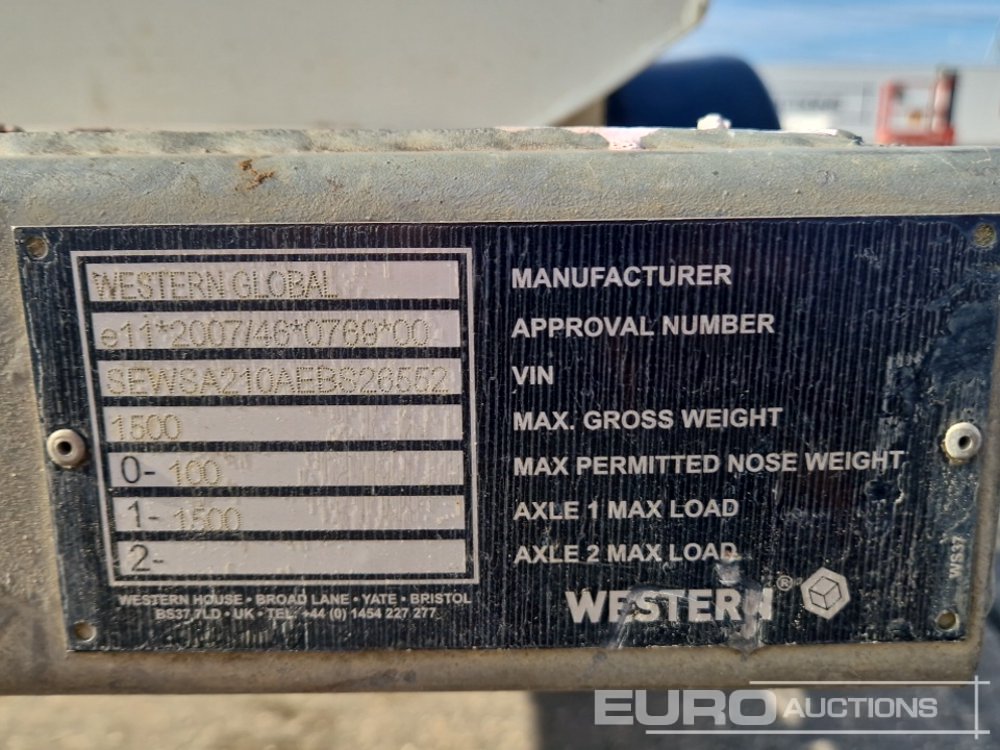 WESTERN GLOBAL MANUFACTURER
e11*2007/46*0769*00 APPROVAL NUMBER
SEWSA210AEBS26552 VIN
1500 MAX. GROSS WEIGHT
0- 100 MAX PERMITTED NOSE WEIGHT
1- 1500 AXLE 1 MAX LOAD
2- AXLE 2 MAX LOAD
WS37
WESTERN HOUSE • BROAD LANE • YATE • BRISTOL
BS37 7LD • UK • TEL: +44 (0) 1454 227 277
WESTERN®
EURO AUCTIONS